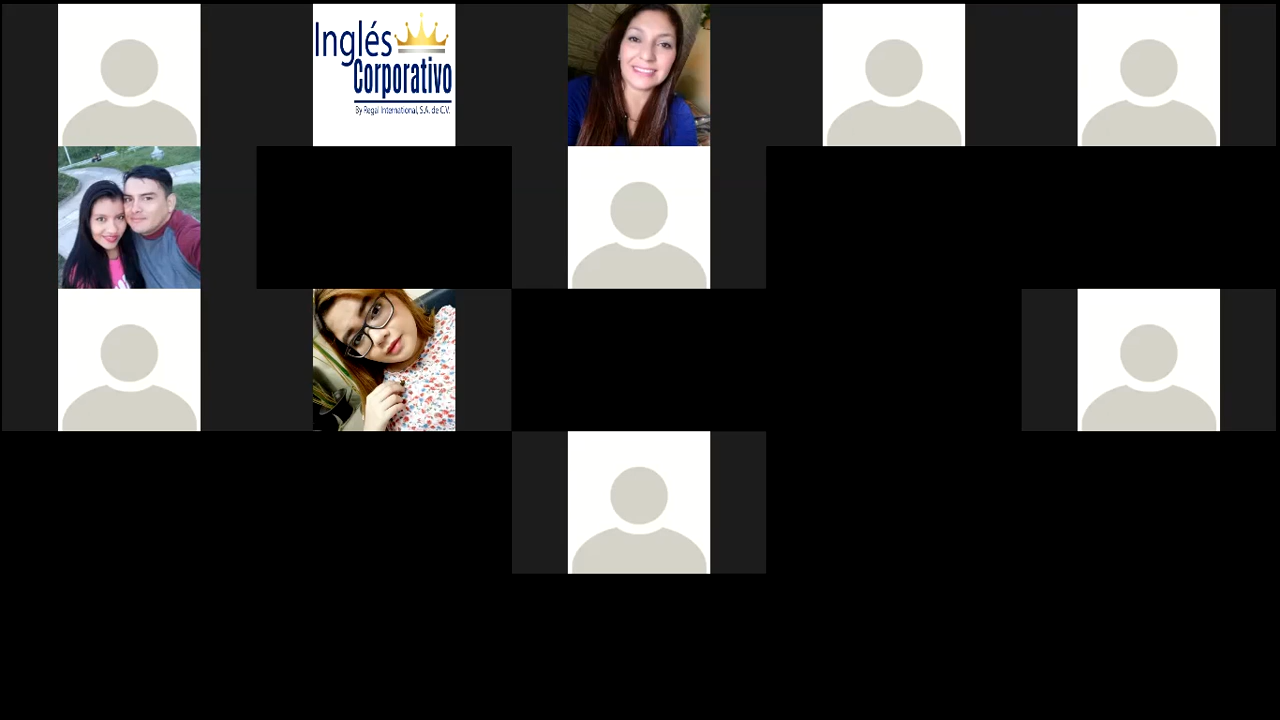 Inglés
Corporativo
By Regal International, S.A. de C.V.